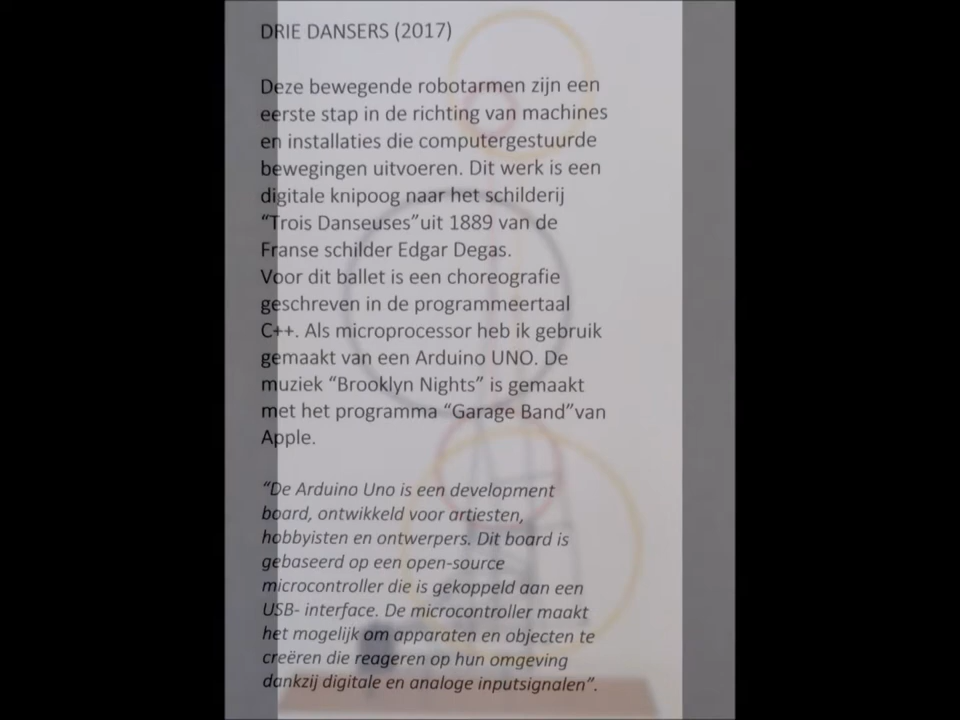 DRIE DANSERS (2017)
Deze bewegende robotarmen zijn een
eerste stap in de richting van machines
en installaties die computergestuurde
bewegingen uitvoeren. Dit werk is een
digitale knipoog naar het schilderij
“Trois Danseuses”uit 1889 van de
Franse schilder Edgar Degas.
Voor dit ballet is een choreografie
geschreven in de programmeertaal
C++. Als microprocessor heb ik gebruik
gemaakt van een Arduino UNO. De
muziek “Brooklyn Nights” is gemaakt
met het programma “Garage Band”van
Apple.
“De Arduino Uno is een development
board, ontwikkeld voor artiesten,
hobbyisten en ontwerpers. Dit board is
gebaseerd op een open-source
microcontroller die is gekoppeld aan een
USB- interface. De microcontroller maakt
het mogelijk om apparaten en objecten te
creëren die reageren op hun omgeving
dankzij digitale en analoge inputsignalen”.